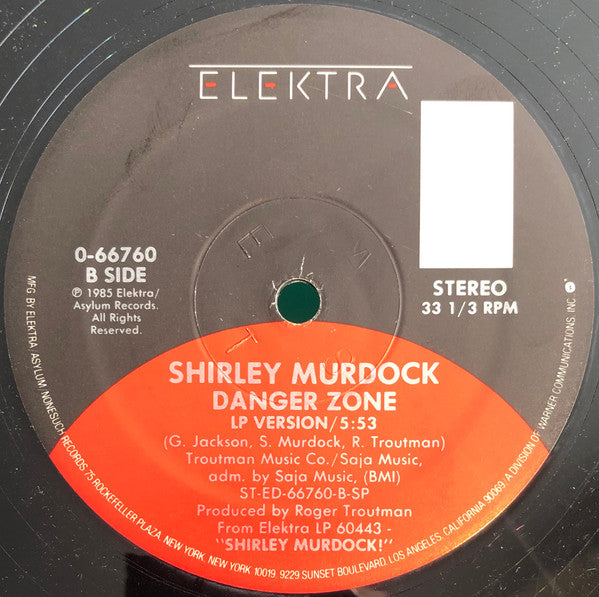 ELEKTRA
0-66760
B SIDE
℗ 1985 Elektra/
Asylum Records.
All Rights
Reserved.
STEREO
33 1/3 RPM
SHIRLEY MURDOCK
DANGER ZONE
LP VERSION/5:53
(G. Jackson, S. Murdock, R. Troutman)
Troutman Music Co./Saja Music,
adm. by Saja Music, (BMI)
ST-ED-66760-B-SP
Produced by Roger Troutman
From Elektra LP 60443 -
"SHIRLEY MURDOCK!"
MFG BY ELEKTRA ASYLUM NONESUCH RECORDS 75 ROCKEFELLER PLAZA, NEW YORK, NEW YORK 10019. 9229 SUNSET BOULEVARD, LOS ANGELES, CALIFORNIA 90069. A DIVISION OF WARNER COMMUNICATIONS, INC.